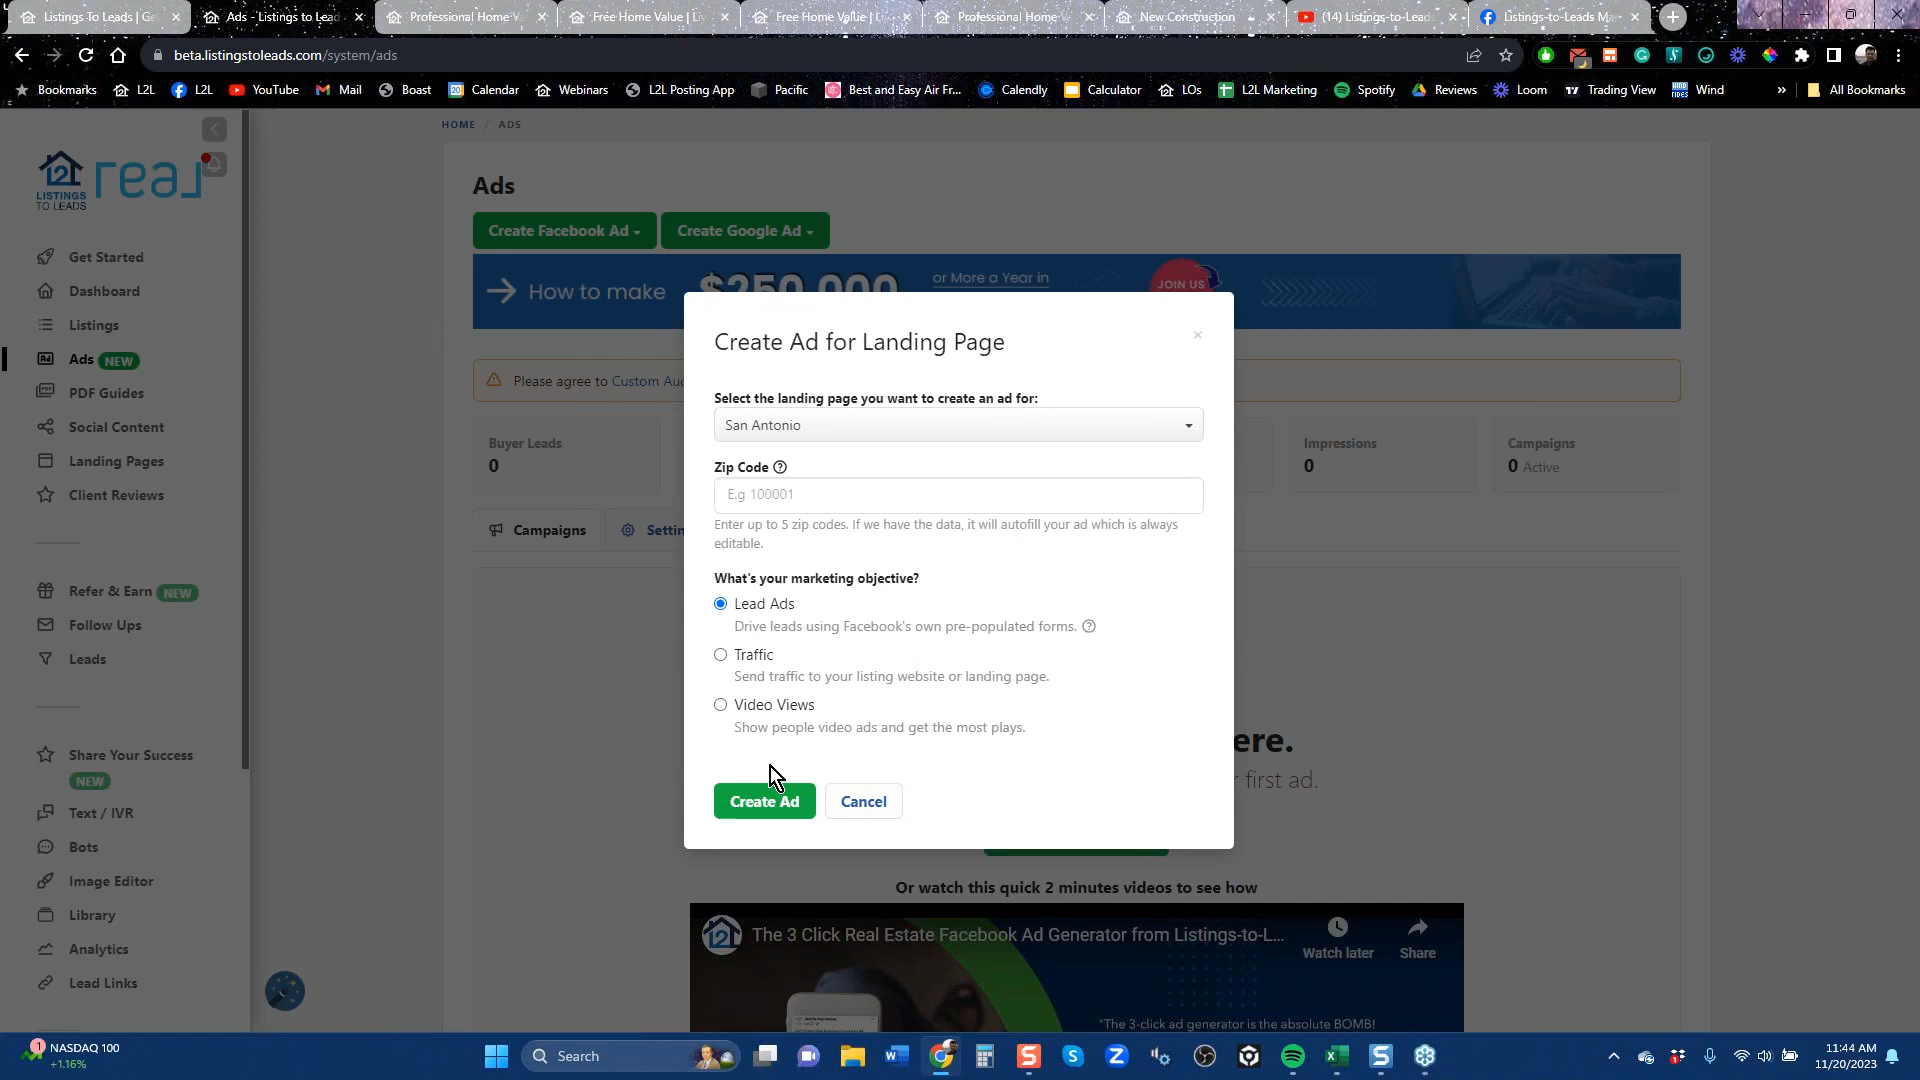 Listings To Leads | Ge
Ads - Listings to Lead
Professional Home V
Free Home Value | Li
Free Home Value | Li
Professional Home V
New Construction
(14) Listings-to-Leads
Listings-to-Leads Ma
beta.listingstoleads.com/system/ads
Bookmarks
L2L
L2L
YouTube
Mail
Boast
Calendar
Webinars
L2L Posting App
Pacific
Best and Easy Air Fr...
Calendly
Calculator
LOs
L2L Marketing
Spotify
Reviews
Loom
Trading View
Wind
»
All Bookmarks
L2L
LISTINGS
TO LEADS
real
Get Started
Dashboard
Listings
Ads NEW
PDF Guides
Social Content
Landing Pages
Client Reviews
Refer & Earn NEW
Follow Ups
Leads
Share Your Success
NEW
Text / IVR
Bots
Image Editor
Library
Analytics
Lead Links
HOME / ADS
Ads
Create Facebook Ad
Create Google Ad
How to make $250,000 or More a Year in
JOIN US
Please agree to Custom Au
Buyer Leads
0
Impressions
0
Campaigns
0 Active
Campaigns
Settin
Create Ad for Landing Page
×
Select the landing page you want to create an ad for:
San Antonio
Zip Code ?
E.g 100001
Enter up to 5 zip codes. If we have the data, it will autofill your ad which is always
editable.
What's your marketing objective?
Lead Ads
Drive leads using Facebook's own pre-populated forms. ?
Traffic
Send traffic to your listing website or landing page.
Video Views
Show people video ads and get the most plays.
Create Ad
Cancel
ere.
r first ad.
Or watch this quick 2 minutes videos to see how
The 3 Click Real Estate Facebook Ad Generator from Listings-to-L...
Watch later
Share
"The 3-click ad generator is the absolute BOMB!
1
NASDAQ 100
+1.16%
Search
11:44 AM
11/20/2023